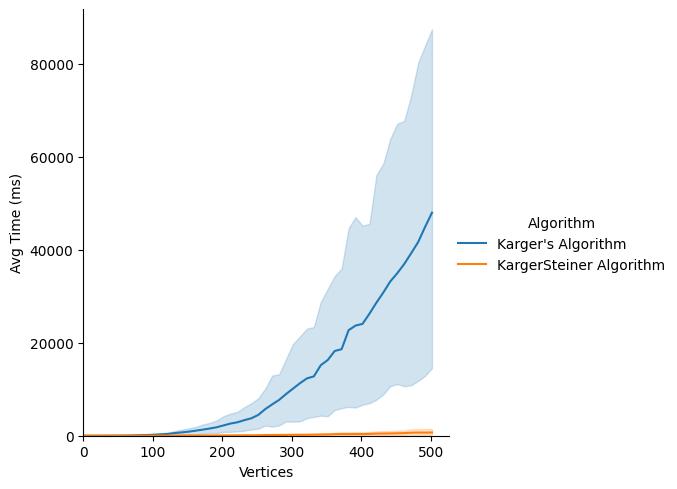 80000
60000
40000
20000
0
Avg Time (ms)
0 100 200 300 400 500
Vertices
Algorithm
Karger's Algorithm
KargerSteiner Algorithm